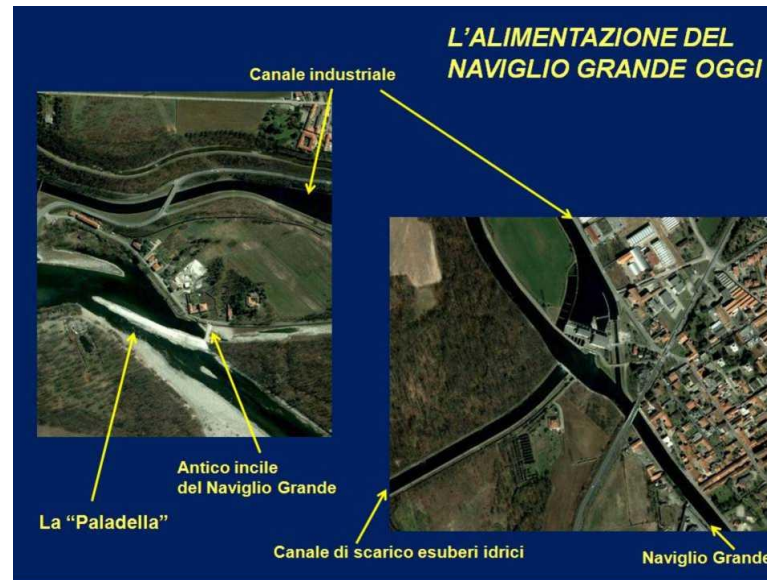 L'ALIMENTAZIONE DEL
NAVIGLIO GRANDE OGGI
Canale industriale
Antico incile
del Naviglio Grande
La “Paladella”
Canale di scarico esuberi idrici
Naviglio Grande